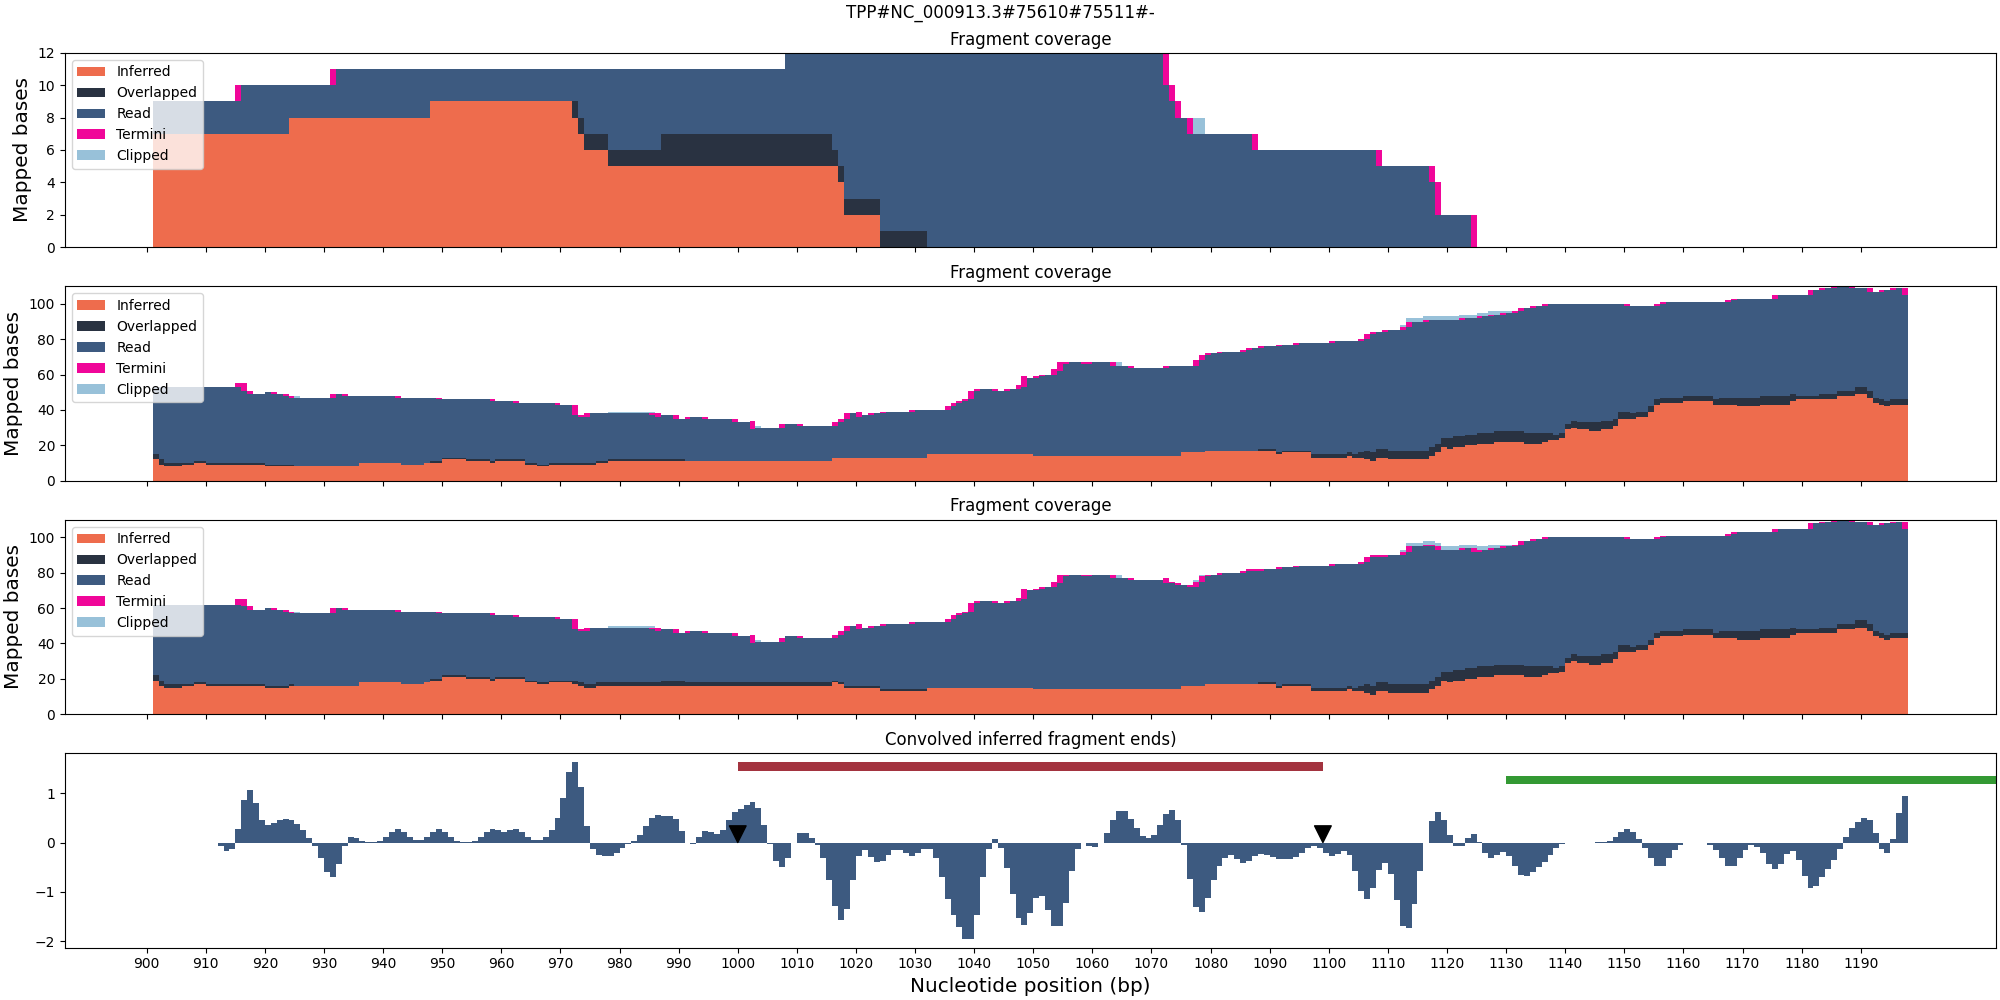 TPP#NC_000913.3#75610#75511#-
Fragment coverage
Mapped bases
12
10
8
6
4
2
0
Inferred
Overlapped
Read
Termini
Clipped
Fragment coverage
Mapped bases
100
80
60
40
20
0
Inferred
Overlapped
Read
Termini
Clipped
Fragment coverage
Mapped bases
100
80
60
40
20
0
Inferred
Overlapped
Read
Termini
Clipped
Convolved inferred fragment ends)
1
0
−1
−2
900 910 920 930 940 950 960 970 980 990 1000 1010 1020 1030 1040 1050 1060 1070 1080 1090 1100 1110 1120 1130 1140 1150 1160 1170 1180 1190
Nucleotide position (bp)